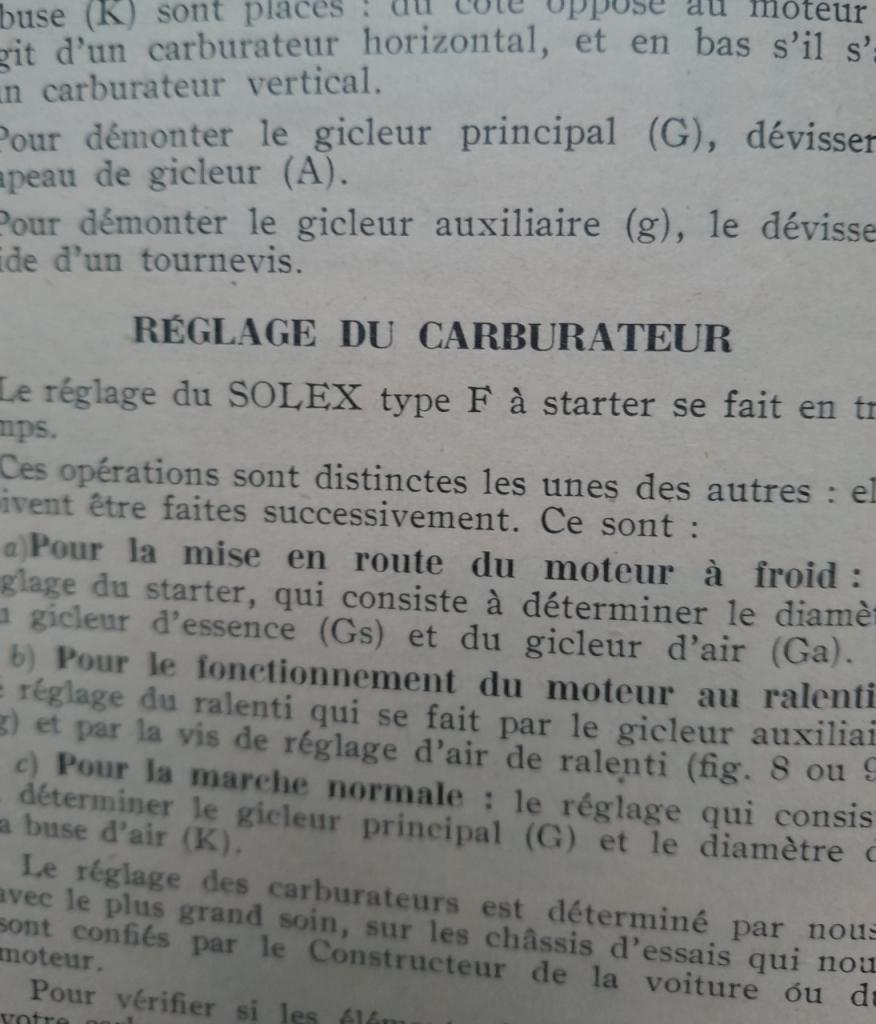 buse (K) sont placés : du côté opposé au moteur
git d'un carburateur horizontal, et en bas s'il s'
n carburateur vertical.
Pour démonter le gicleur principal (G), dévisser
apeau de gicleur (A).
Pour démonter le gicleur auxiliaire (g), le dévisse
ide d'un tournevis.
RÉGLAGE DU CARBURATEUR
Le réglage du SOLEX type F à starter se fait en tr
mps.
Ces opérations sont distinctes les unes des autres : el
ivent être faites successivement. Ce sont :
a) Pour la mise en route du moteur à froid :
glage du starter, qui consiste à déterminer le diamèt
u gicleur d'essence (Gs) et du gicleur d'air (Ga).
b) Pour le fonctionnement du moteur au ralenti
e réglage du ralenti qui se fait par le gicleur auxiliai
g) et par la vis de réglage d'air de ralenti (fig. 8 ou 9
c) Pour la marche normale : le réglage qui consis
déterminer le gicleur principal (G) et le diamètre d
a buse d'air (K).
Le réglage des carburateurs est déterminé par nous
avec le plus grand soin, sur les châssis d'essais qui nou
sont confiés par le Constructeur de la voiture ou du
moteur.
Pour vérifier si les élém
votre